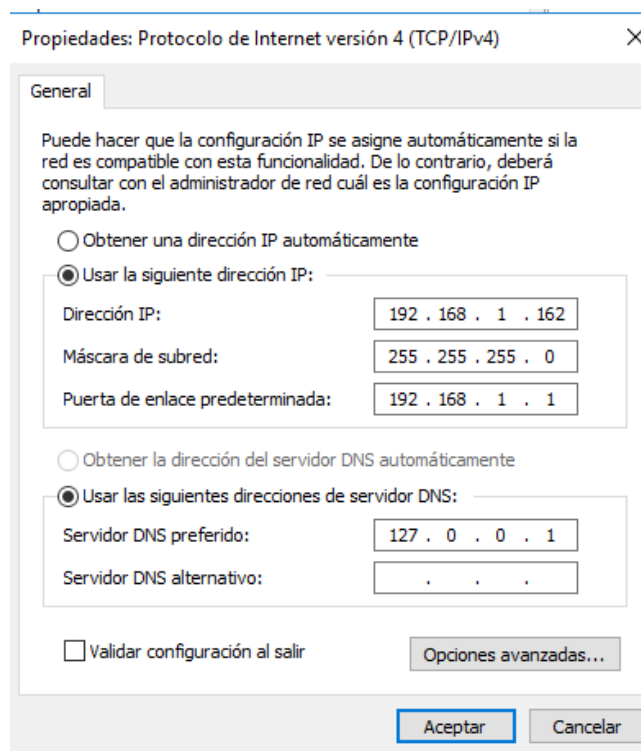 Propiedades: Protocolo de Internet versión 4 (TCP/IPv4)
General
Puede hacer que la configuración IP se asigne automáticamente si la
red es compatible con esta funcionalidad. De lo contrario, deberá
consultar con el administrador de red cuál es la configuración IP
apropiada.
Obtener una dirección IP automáticamente
Usar la siguiente dirección IP:
Dirección IP: 192 . 168 . 1 . 162
Máscara de subred: 255 . 255 . 255 . 0
Puerta de enlace predeterminada: 192 . 168 . 1 . 1
Obtener la dirección del servidor DNS automáticamente
Usar las siguientes direcciones de servidor DNS:
Servidor DNS preferido: 127 . 0 . 0 . 1
Servidor DNS alternativo: . . .
Validar configuración al salir Opciones avanzadas...
Aceptar Cancelar